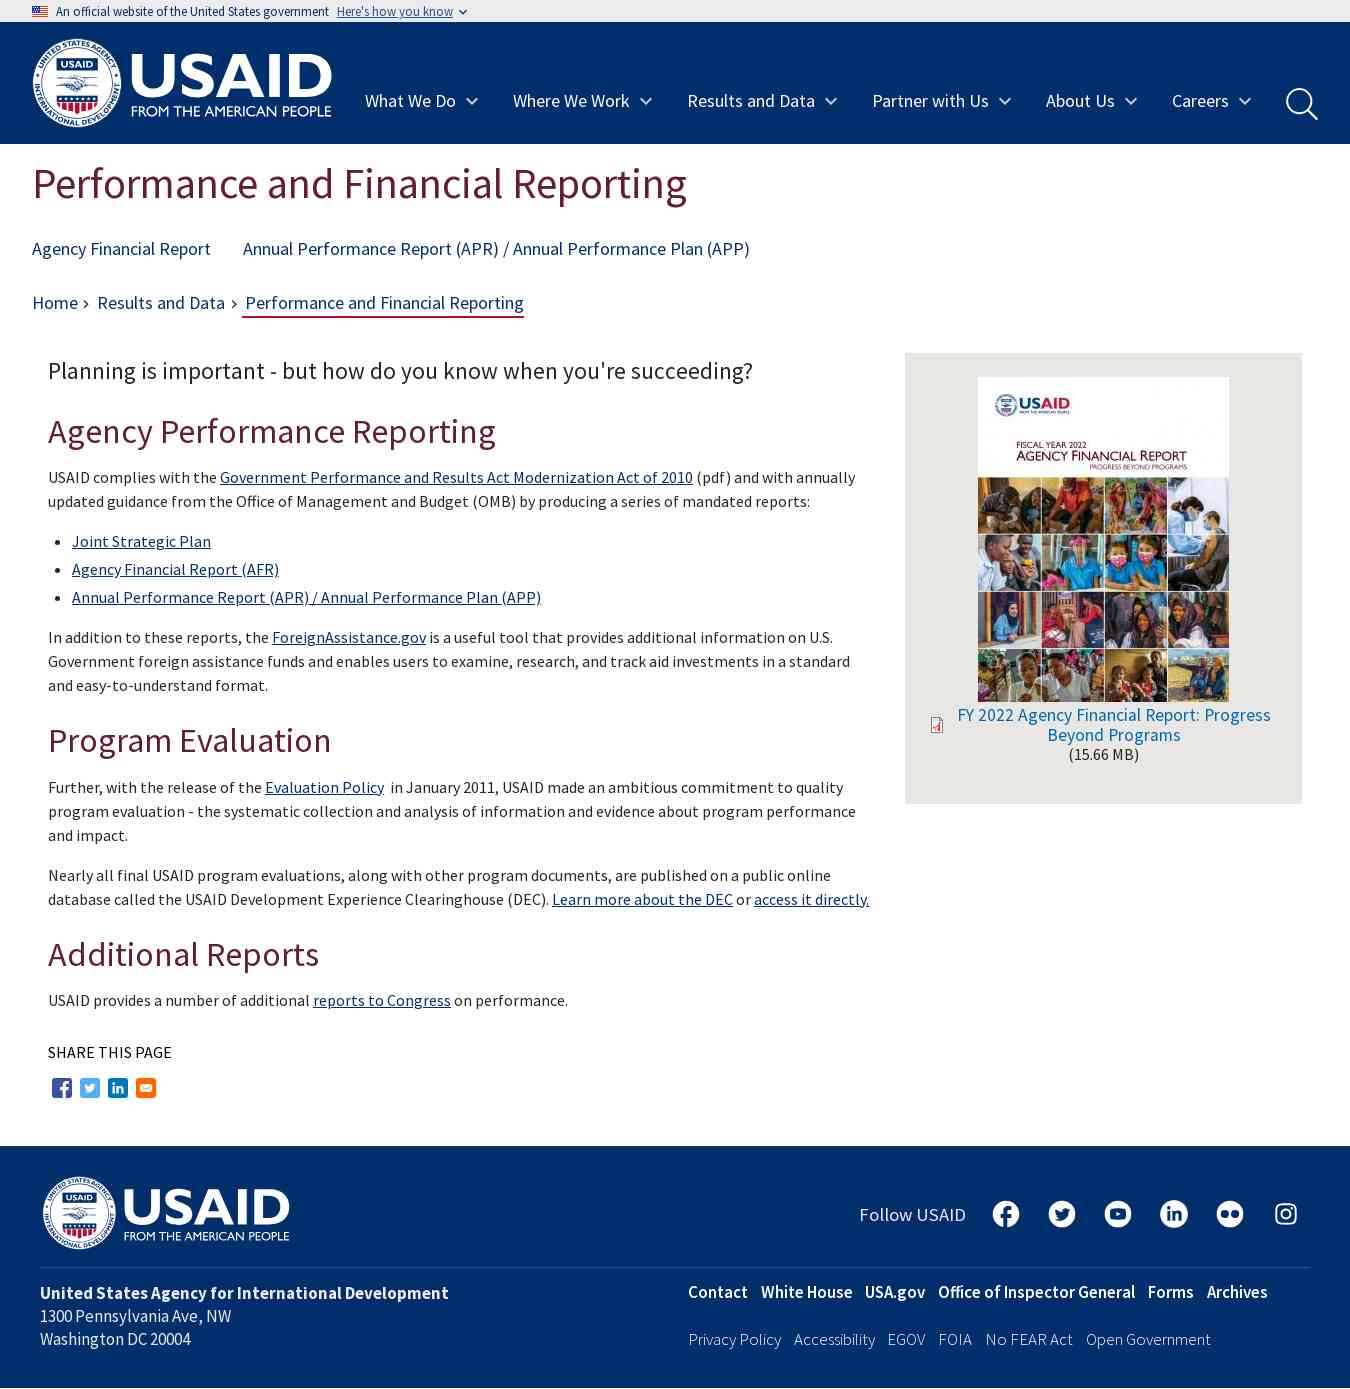 An official website of the United States government Here's how you know
USAID
FROM THE AMERICAN PEOPLE
What We Do
Where We Work
Results and Data
Partner with Us
About Us
Careers
Performance and Financial Reporting
Agency Financial Report
Annual Performance Report (APR) / Annual Performance Plan (APP)
Home
Results and Data
Performance and Financial Reporting
Planning is important - but how do you know when you're succeeding?
Agency Performance Reporting
USAID complies with the Government Performance and Results Act Modernization Act of 2010 (pdf) and with annually
updated guidance from the Office of Management and Budget (OMB) by producing a series of mandated reports:
Joint Strategic Plan
Agency Financial Report (AFR)
Annual Performance Report (APR) / Annual Performance Plan (APP)
In addition to these reports, the ForeignAssistance.gov is a useful tool that provides additional information on U.S.
Government foreign assistance funds and enables users to examine, research, and track aid investments in a standard
and easy-to-understand format.
Program Evaluation
Further, with the release of the Evaluation Policy in January 2011, USAID made an ambitious commitment to quality
program evaluation - the systematic collection and analysis of information and evidence about program performance
and impact.
Nearly all final USAID program evaluations, along with other program documents, are published on a public online
database called the USAID Development Experience Clearinghouse (DEC). Learn more about the DEC or access it directly.
Additional Reports
USAID provides a number of additional reports to Congress on performance.
SHARE THIS PAGE
USAID
FROM THE AMERICAN PEOPLE
FISCAL YEAR 2022
AGENCY FINANCIAL REPORT
PROGRESS BEYOND PROGRAMS
FY 2022 Agency Financial Report: Progress
Beyond Programs
(15.66 MB)
USAID
FROM THE AMERICAN PEOPLE
Follow USAID
United States Agency for International Development
1300 Pennsylvania Ave, NW
Washington DC 20004
Contact White House USA.gov Office of Inspector General Forms Archives
Privacy Policy Accessibility EGOV FOIA No FEAR Act Open Government